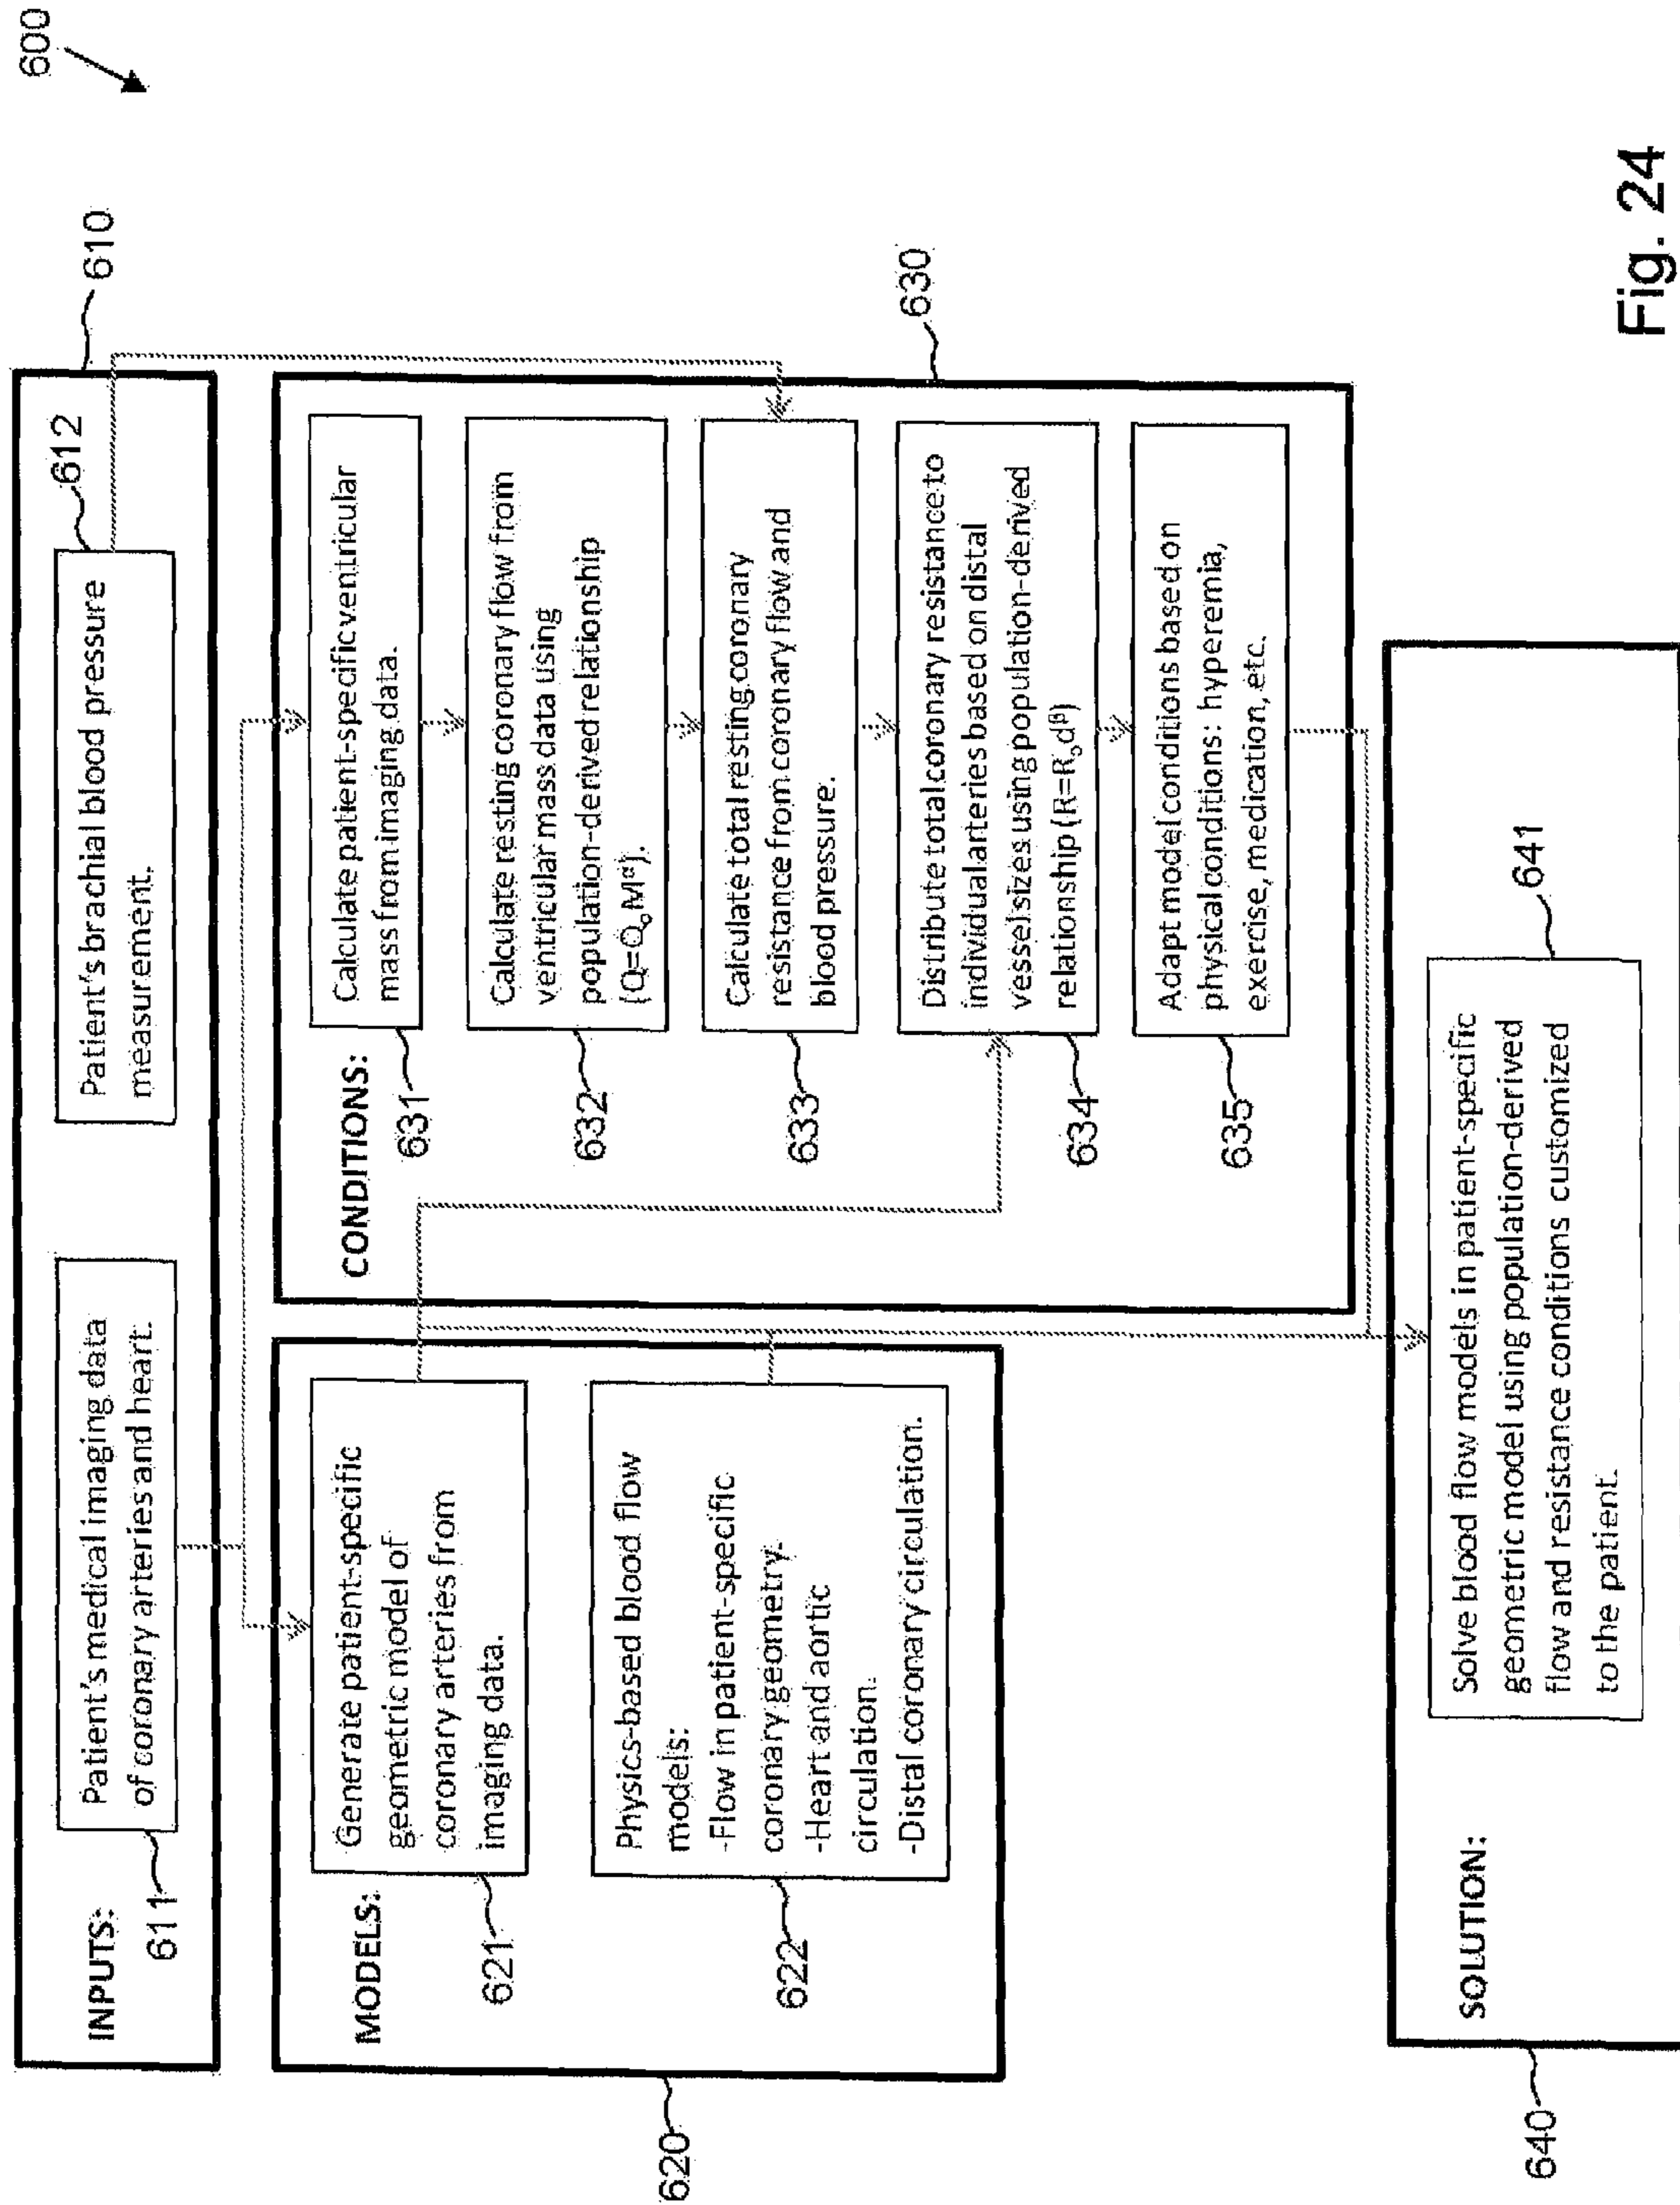 600
610
INPUTS:
611
Patient's medical imaging data
of coronary arteries and heart.
612
Patient's brachial blood pressure
measurement.
620
MODELS:
621
Generate patient-specific
geometric model of
coronary arteries from
imaging data.
622
Physics-based blood flow
models:
-Flow in patient-specific
coronary geometry.
-Heart and aortic
circulation.
-Distal coronary circulation.
630
CONDITIONS:
631
Calculate patient-specific ventricular
mass from imaging data.
632
Calculate resting coronary flow from
ventricular mass data using
population-derived relationship
(Q=Q₀Mᵅ).
633
Calculate total resting coronary
resistance from coronary flow and
blood pressure.
634
Distribute total coronary resistance to
individual arteries based on distal
vessel sizes using population-derived
relationship (R=R₀dᵝ)
635
Adapt model conditions based on
physical conditions: hyperemia,
exercise, medication, etc.
640
SOLUTION:
641
Solve blood flow models in patient-specific
geometric model using population-derived
flow and resistance conditions customized
to the patient.
Fig. 24